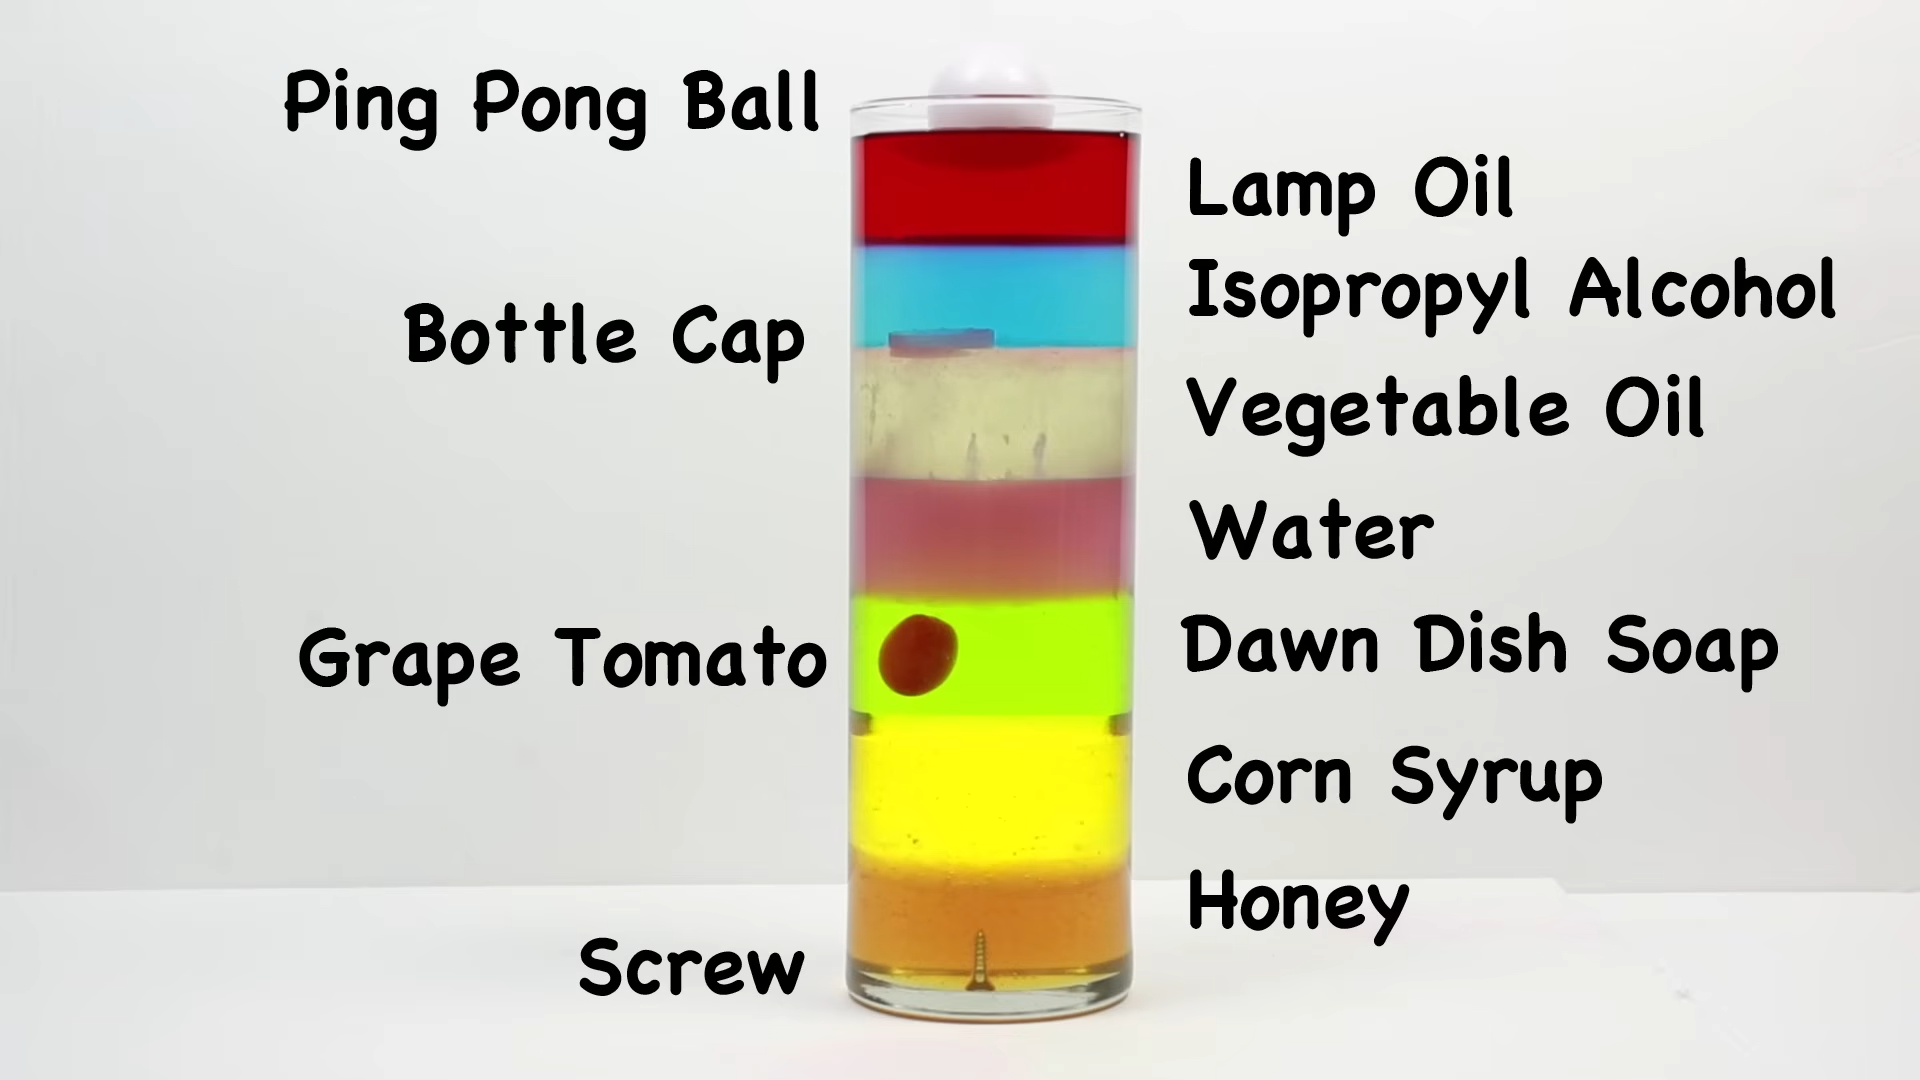 Ping Pong Ball
Lamp Oil
Isopropyl Alcohol
Bottle Cap
Vegetable Oil
Water
Dawn Dish Soap
Grape Tomato
Corn Syrup
Honey
Screw